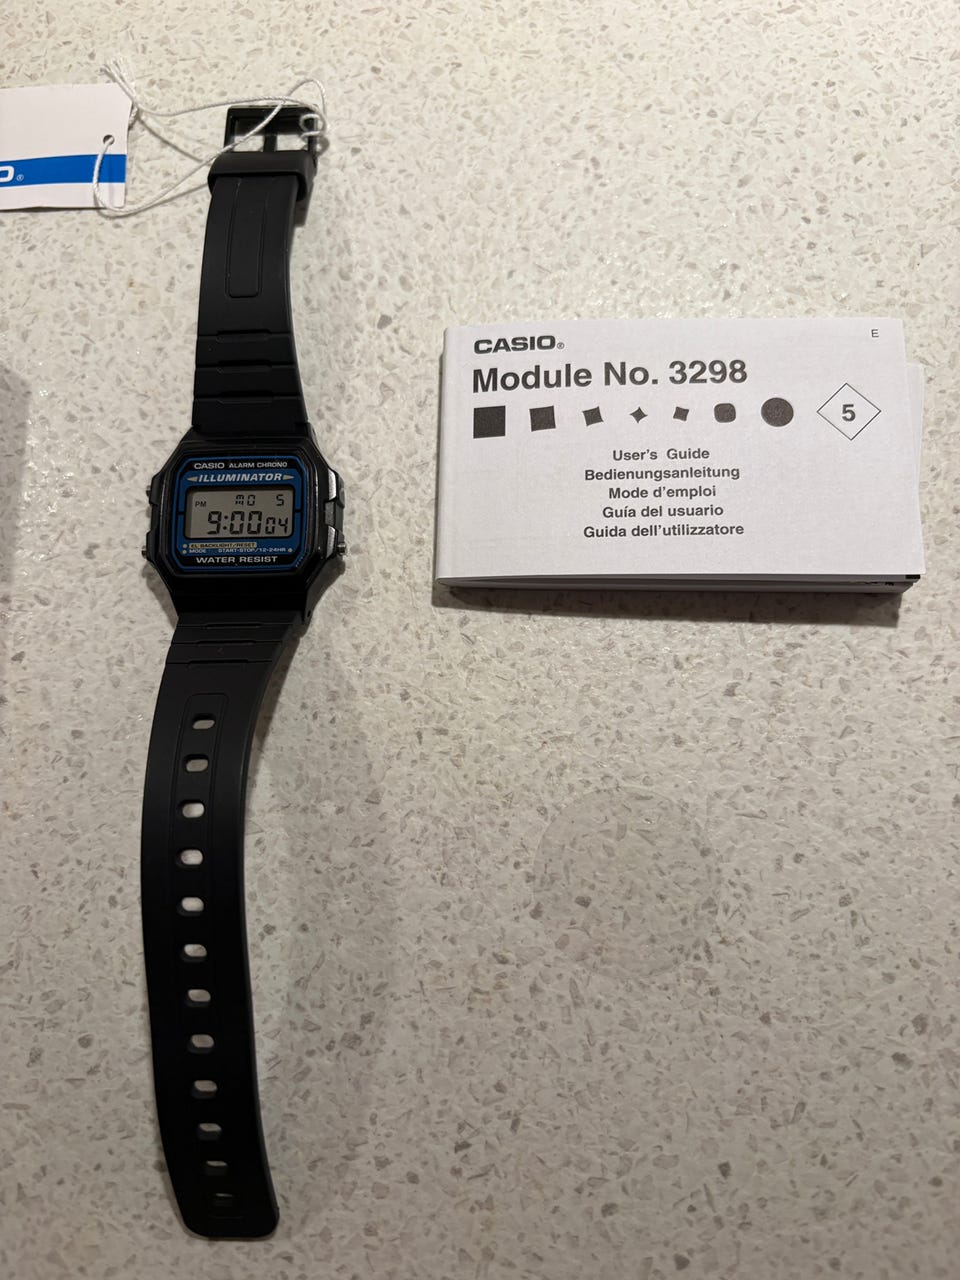 O®
CASIO ALARM CHRONO
ILLUMINATOR
PM MO 5
9:00 04
EL BACKLIGHT/RESET
MODE START·STOP/12·24HR
WATER RESIST
E
CASIO®
Module No. 3298
5
User's Guide
Bedienungsanleitung
Mode d'emploi
Guía del usuario
Guida dell'utilizzatore